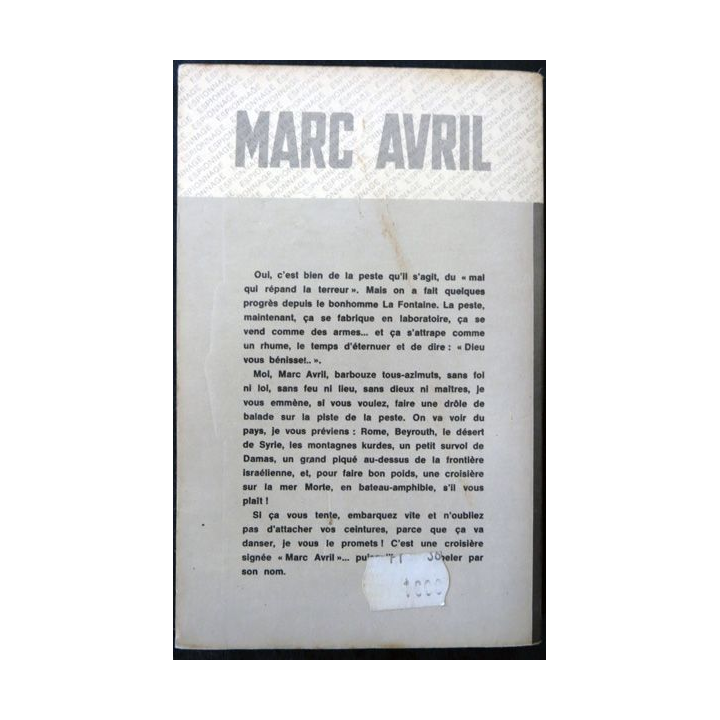 MARC AVRIL
Oui, c'est bien de la peste qu'il s'agit, du « mal
qui répand la terreur ». Mais on a fait quelques
progrès depuis le bonhomme La Fontaine. La peste,
maintenant, ça se fabrique en laboratoire, ça se
vend comme des armes... et ça s'attrape comme
un rhume, le temps d'éternuer et de dire : « Dieu
vous bénisse!.. ».
Moi, Marc Avril, barbouze tous-azimuts, sans foi
ni loi, sans feu ni lieu, sans dieux ni maîtres, je
vous emmène, si vous voulez, faire une drôle de
balade sur la piste de la peste. On va voir du
pays, je vous préviens : Rome, Beyrouth, le désert
de Syrie, les montagnes kurdes, un petit survol de
Damas, un grand piqué au-dessus de la frontière
israélienne, et, pour faire bon poids, une croisière
sur la mer Morte, en bateau-amphibie, s'il vous
plaît !
Si ça vous tente, embarquez vite et n'oubliez
pas d'attacher vos ceintures, parce que ça va
danser, je vous le promets ! C'est une croisière
signée « Marc Avril »... par
son nom.
1000